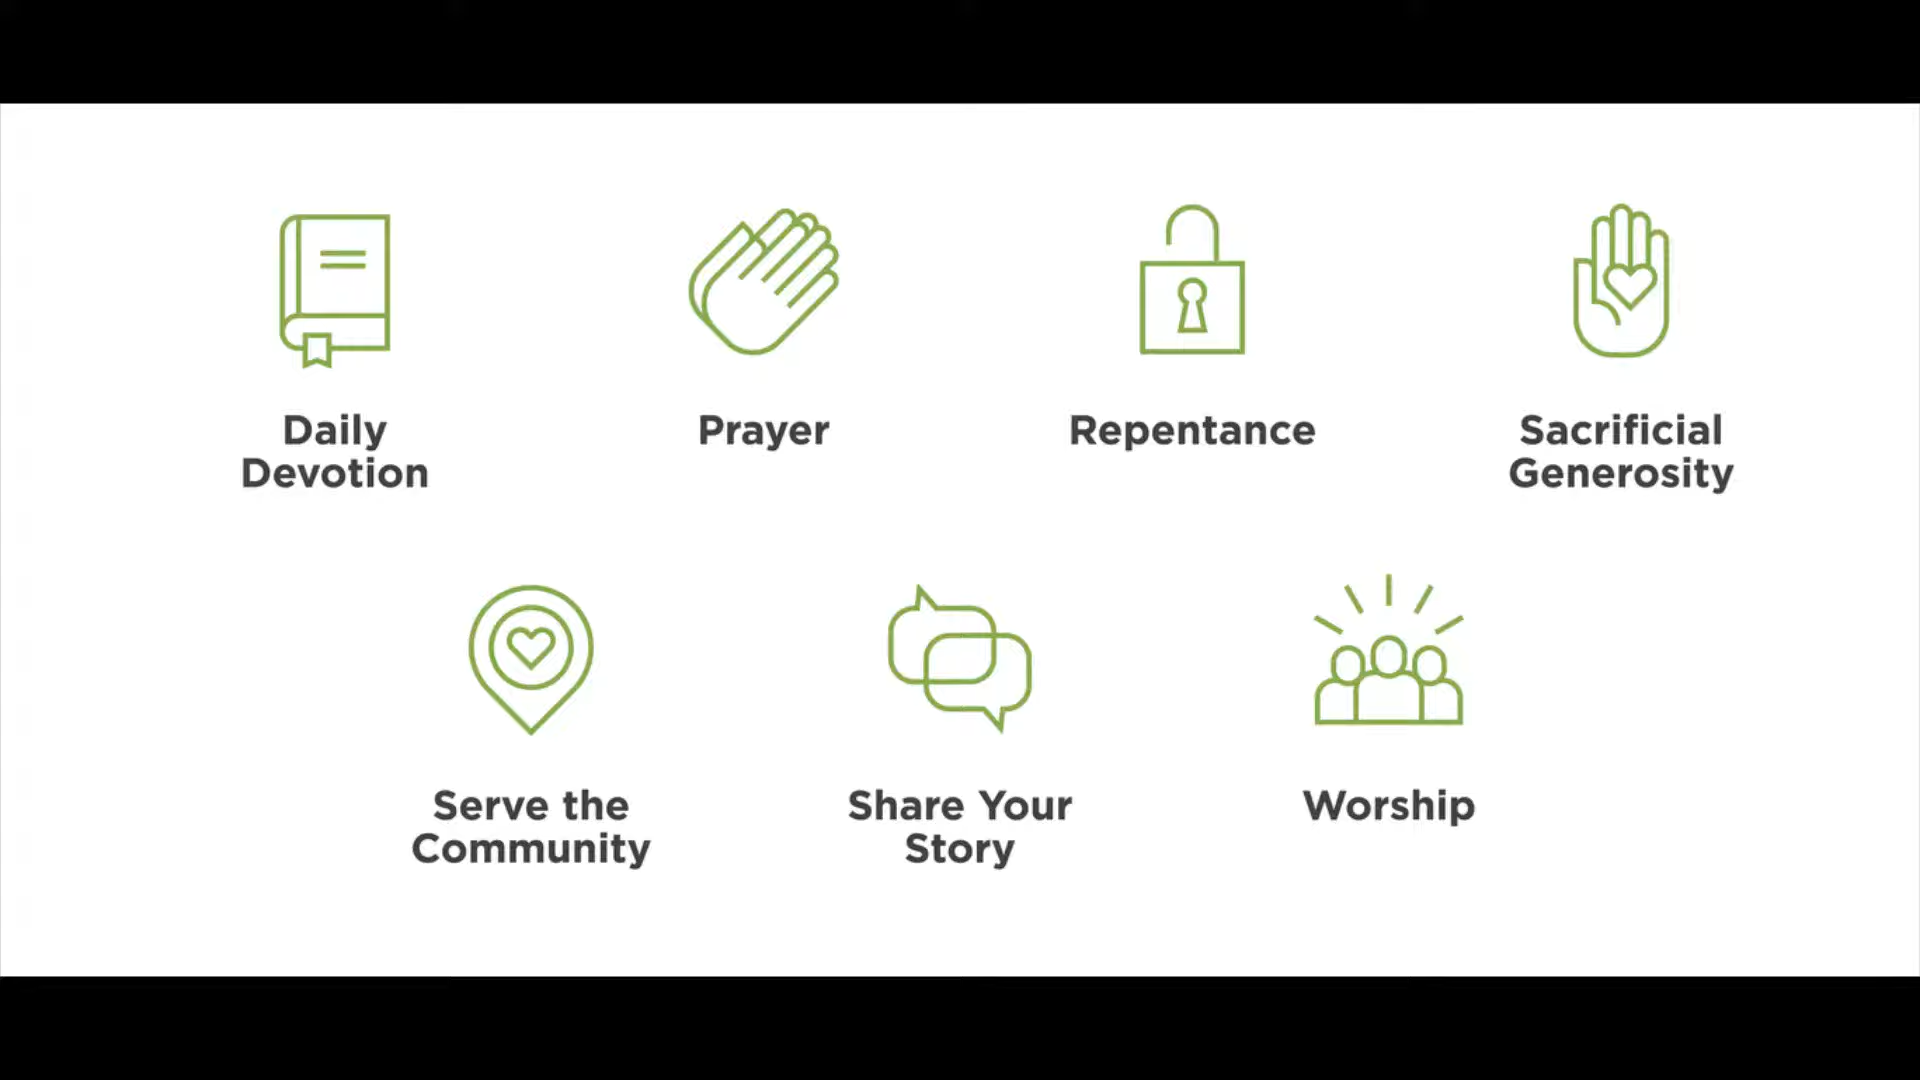 Daily
Devotion
Prayer
Repentance
Sacrificial
Generosity
Serve the
Community
Share Your
Story
Worship